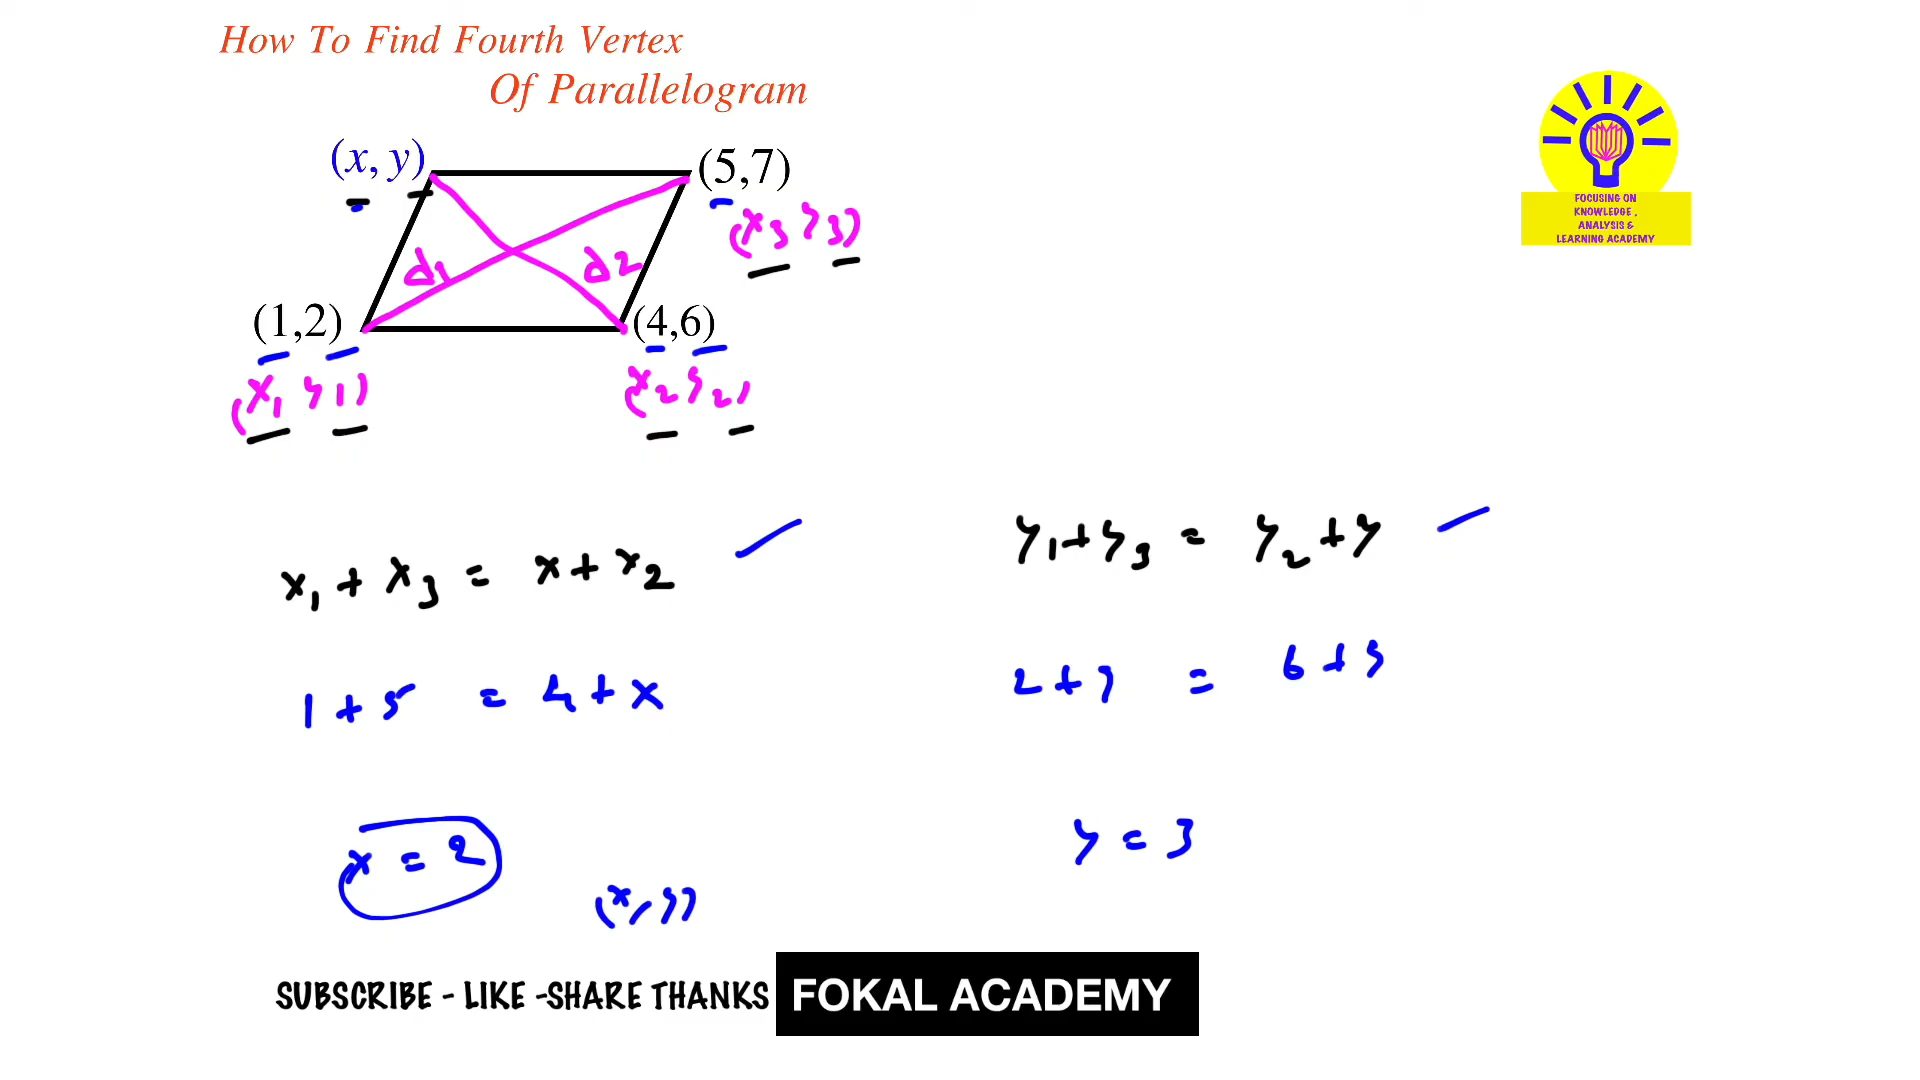 How To Find Fourth Vertex
Of Parallelogram
(x, y)
(5,7)
(x3 y3)
d1
d2
(1,2)
(4,6)
(x1 y1)
(x2 y2)
FOCUSING ON
KNOWLEDGE ,
ANALYSIS &
LEARNING ACADEMY
x1 + x3 = x + x2
y1 + y3 = y2 + y
1 + 5 = 4 + x
2 + 7 = 6 + y
x = 2
y = 3
(x, y)
SUBSCRIBE - LIKE -SHARE THANKS
FOKAL ACADEMY